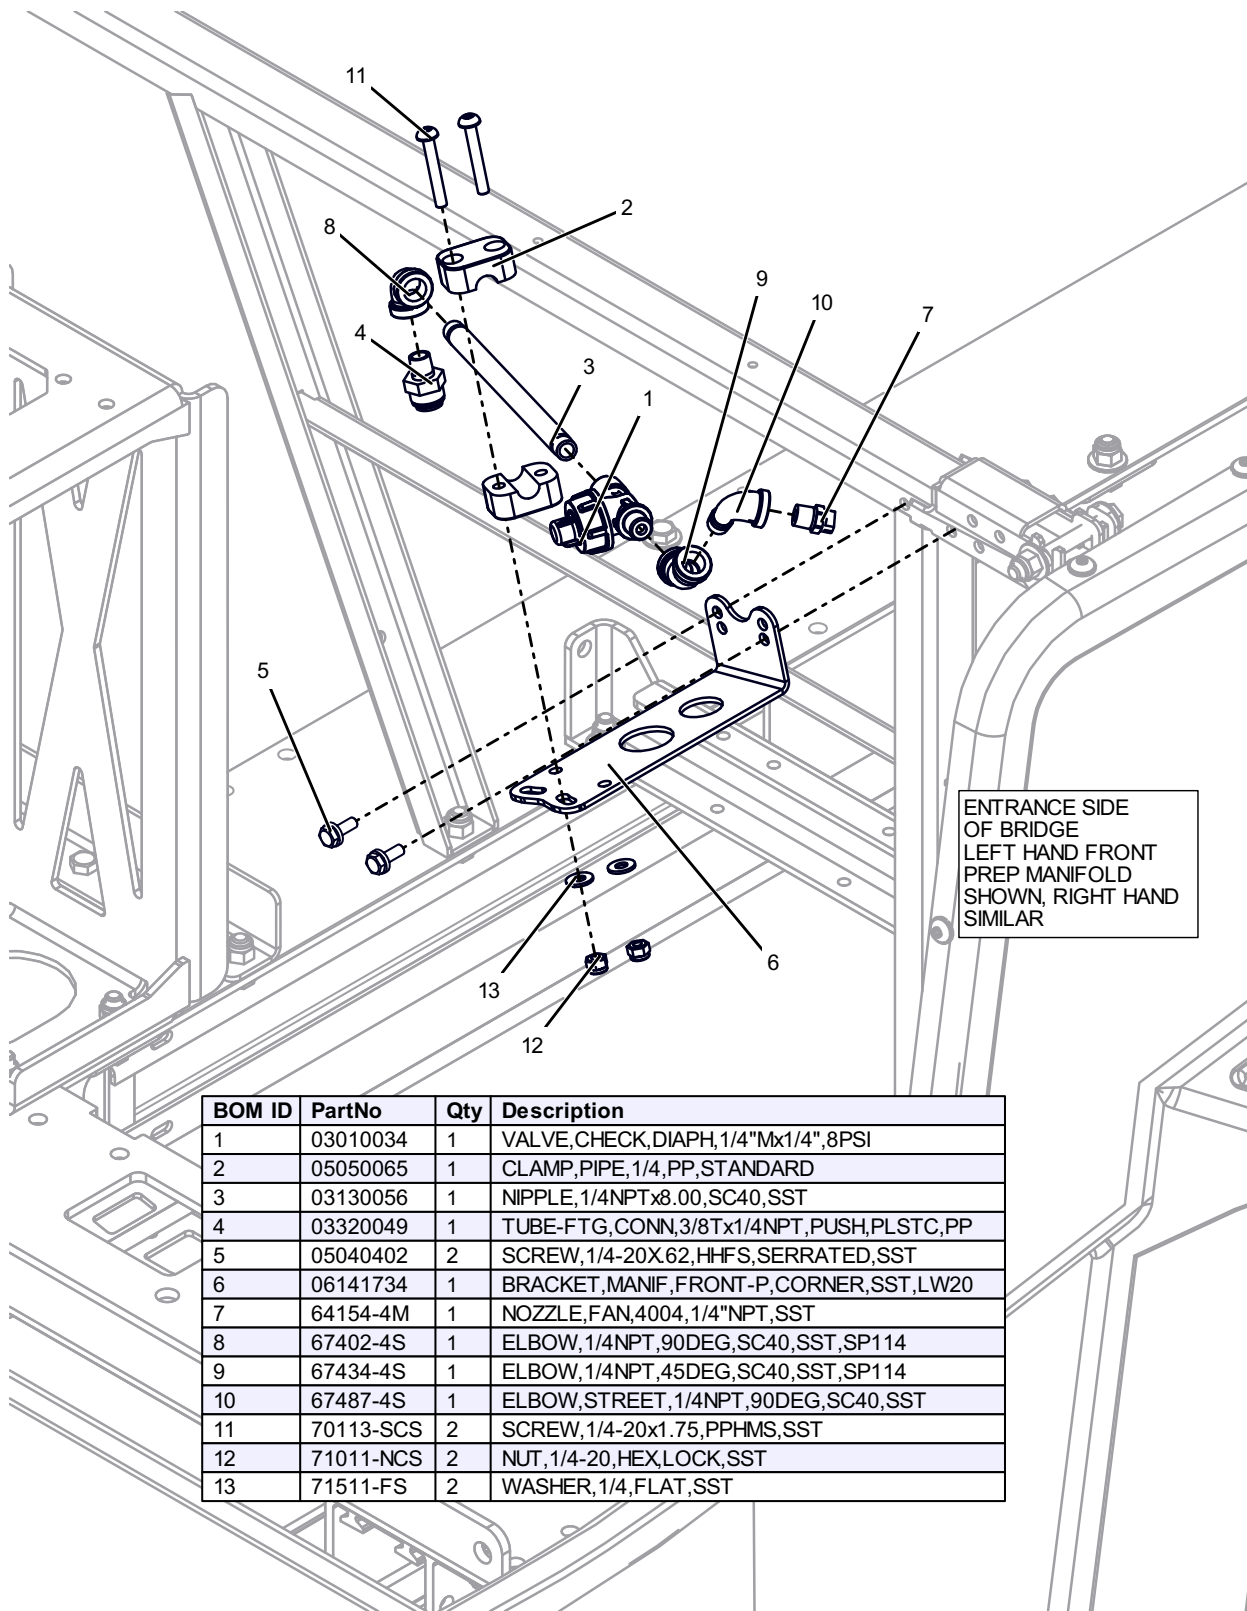 11
2
8
9
10
7
4
3
1
5
ENTRANCE SIDE
OF BRIDGE
LEFT HAND FRONT
PREP MANIFOLD
SHOWN, RIGHT HAND
SIMILAR
6
13
12
BOM ID PartNo Qty Description
1 03010034 1 VALVE,CHECK,DIAPH,1/4"Mx1/4",8PSI
2 05050065 1 CLAMP,PIPE,1/4,PP,STANDARD
3 03130056 1 NIPPLE,1/4NPTx8.00,SC40,SST
4 03320049 1 TUBE-FTG,CONN,3/8Tx1/4NPT,PUSH,PLSTC,PP
5 05040402 2 SCREW,1/4-20X.62,HHFS,SERRATED,SST
6 06141734 1 BRACKET,MANIF,FRONT-P,CORNER,SST,LW20
7 64154-4M 1 NOZZLE,FAN,4004,1/4"NPT,SST
8 67402-4S 1 ELBOW,1/4NPT,90DEG,SC40,SST,SP114
9 67434-4S 1 ELBOW,1/4NPT,45DEG,SC40,SST,SP114
10 67487-4S 1 ELBOW,STREET,1/4NPT,90DEG,SC40,SST
11 70113-SCS 2 SCREW,1/4-20x1.75,PPHMS,SST
12 71011-NCS 2 NUT,1/4-20,HEX,LOCK,SST
13 71511-FS 2 WASHER,1/4,FLAT,SST